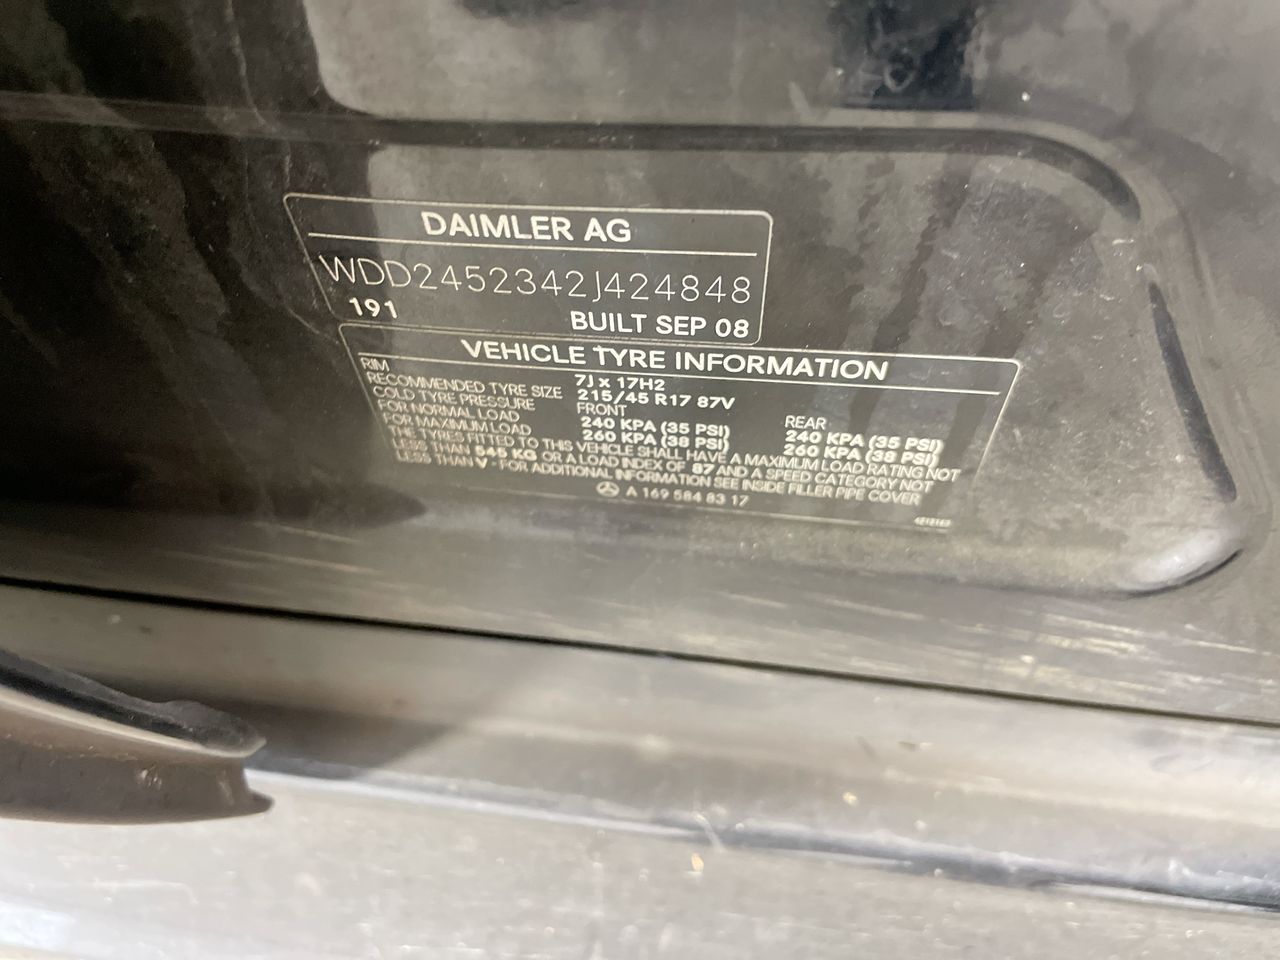 DAIMLER AG
WDD2452342J424848
191 BUILT SEP 08
VEHICLE TYRE INFORMATION
RIM 7J x 17H2
RECOMMENDED TYRE SIZE 215/45 R17 87V
COLD TYRE PRESSURE FRONT REAR
FOR NORMAL LOAD 240 KPA (35 PSI) 240 KPA (35 PSI)
FOR MAXIMUM LOAD 260 KPA (38 PSI) 260 KPA (38 PSI)
THE TYRES FITTED TO THIS VEHICLE SHALL HAVE A MAXIMUM LOAD RATING NOT
LESS THAN 545 KG OR A LOAD INDEX OF 87 AND A SPEED CATEGORY NOT
LESS THAN V - FOR ADDITIONAL INFORMATION SEE INSIDE FILLER PIPE COVER
A 169 584 83 17